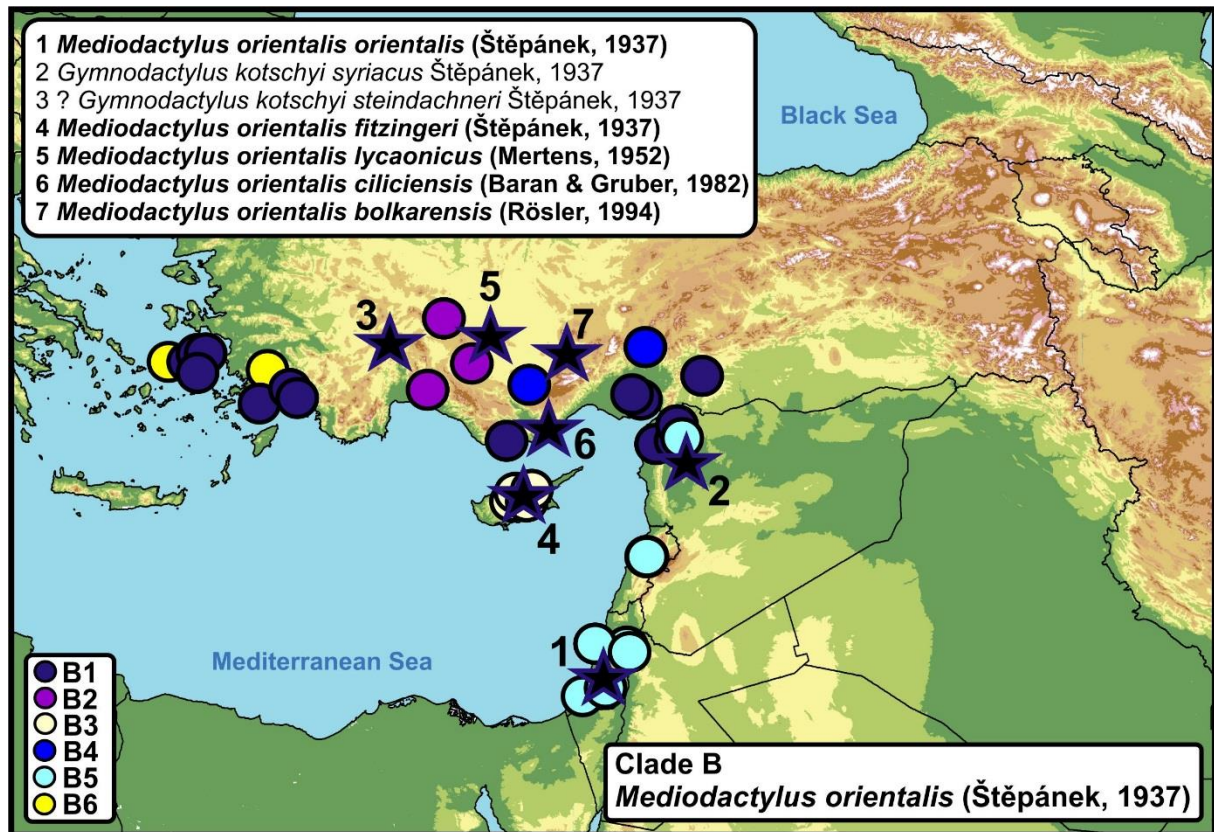 1 Mediodactylus orientalis orientalis (Štěpánek, 1937)
2 Gymnodactylus kotschyi syriacus Štěpánek, 1937
3 ? Gymnodactylus kotschyi steindachneri Štěpánek, 1937
4 Mediodactylus orientalis fitzingeri (Štěpánek, 1937)
5 Mediodactylus orientalis lycaonicus (Mertens, 1952)
6 Mediodactylus orientalis ciliciensis (Baran & Gruber, 1982)
7 Mediodactylus orientalis bolkarensis (Rösler, 1994)
Black Sea
5
3
7
6
2
4
1
Mediterranean Sea
B1
B2
B3
B4
B5
B6
Clade B
Mediodactylus orientalis (Štěpánek, 1937)